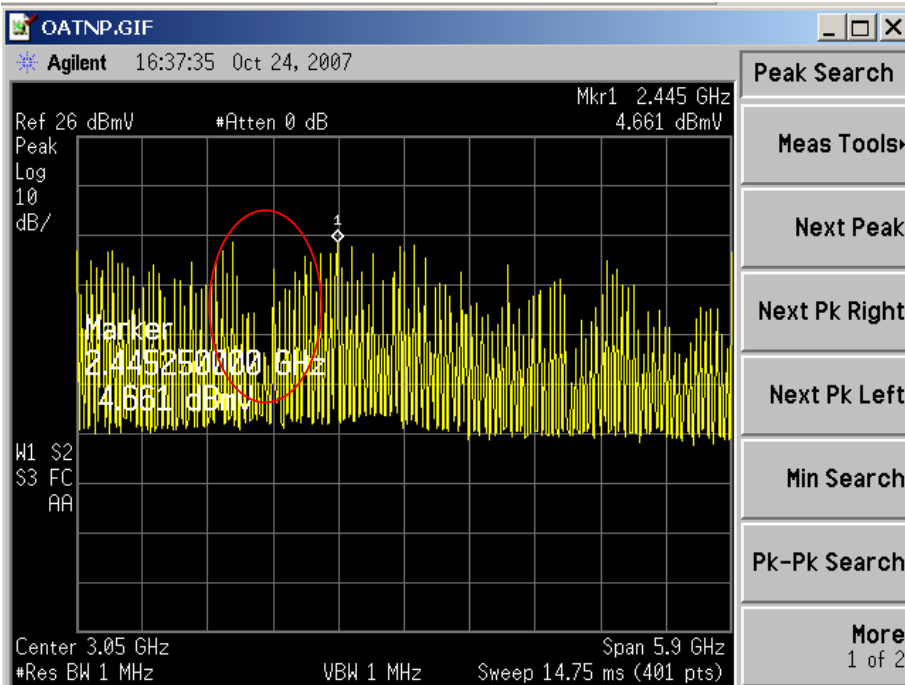 OATNP.GIF
Agilent 16:37:35 Oct 24, 2007
Peak Search
Mkr1 2.445 GHz
Ref 26 dBmV #Atten 0 dB 4.661 dBmV
Peak
Log
10
dB/
1
Marker
2.445250000 GHz
4.661 dBmV
W1 S2
S3 FC
AA
Center 3.05 GHz Span 5.9 GHz
#Res BW 1 MHz VBW 1 MHz Sweep 14.75 ms (401 pts)
Meas Tools
Next Peak
Next Pk Right
Next Pk Left
Min Search
Pk-Pk Search
More
1 of 2